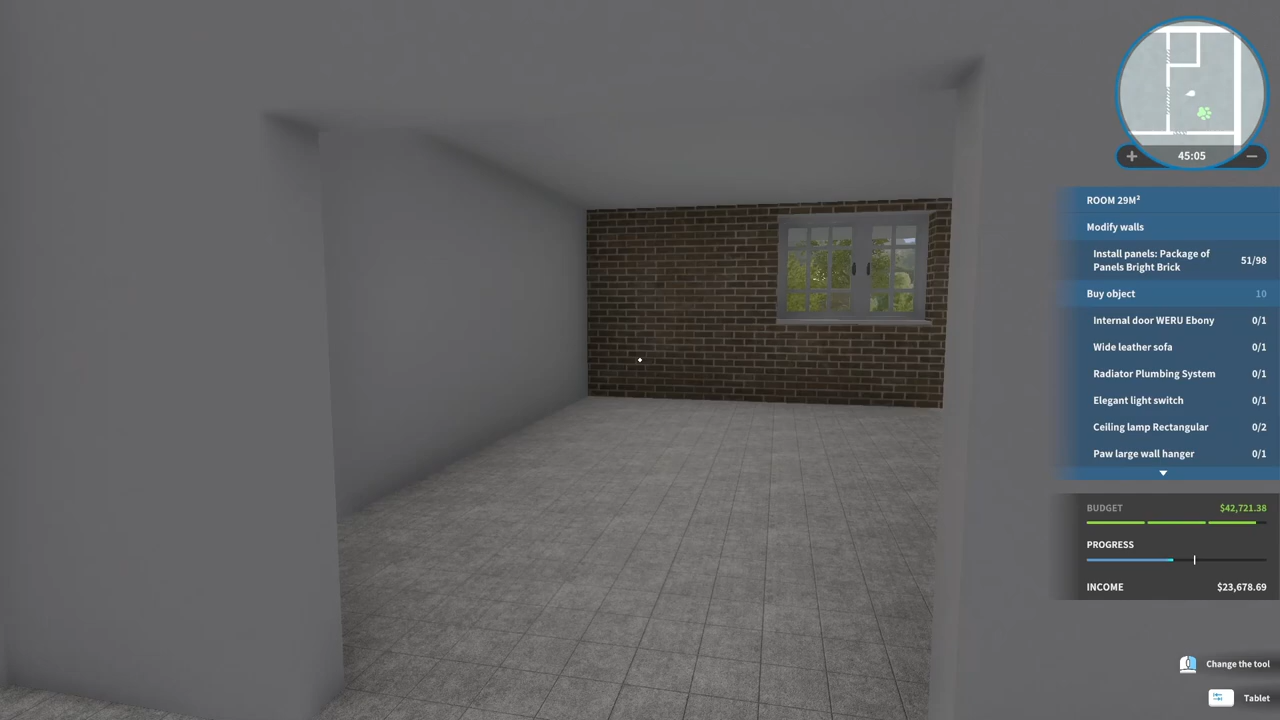 45:05
ROOM 29M²
Modify walls
Install panels: Package of
Panels Bright Brick 51/98
Buy object 10
Internal door WERU Ebony 0/1
Wide leather sofa 0/1
Radiator Plumbing System 0/1
Elegant light switch 0/1
Ceiling lamp Rectangular 0/2
Paw large wall hanger 0/1
BUDGET $42,721.38
PROGRESS
INCOME $23,678.69
Change the tool
Tablet